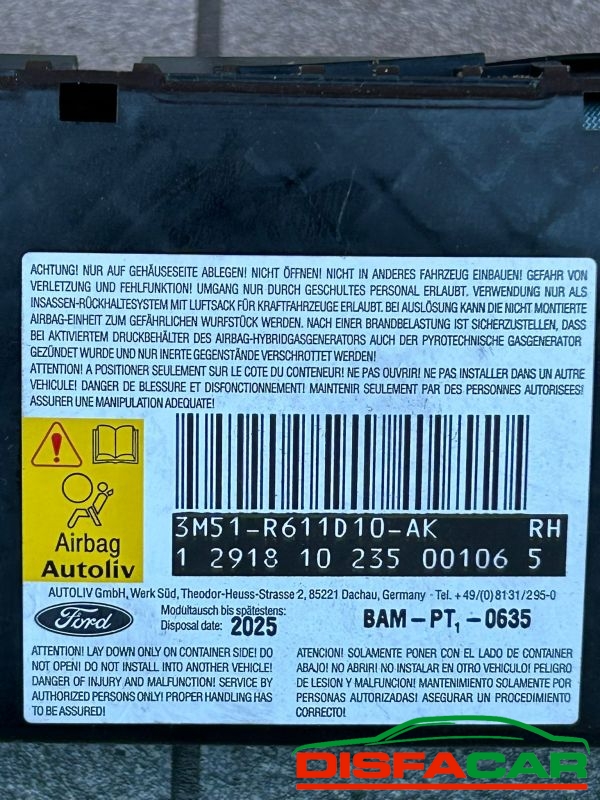 ACHTUNG! NUR AUF GEHÄUSESEITE ABLEGEN! NICHT ÖFFNEN! NICHT IN ANDERES FAHRZEUG EINBAUEN! GEFAHR VON
VERLETZUNG UND FEHLFUNKTION! UMGANG NUR DURCH GESCHULTES PERSONAL ERLAUBT. VERWENDUNG NUR ALS
INSASSEN-RÜCKHALTESYSTEM MIT LUFTSACK FÜR KRAFTFAHRZEUGE ERLAUBT. BEI AUSLÖSUNG KANN DIE NICHT MONTIERTE
AIRBAG-EINHEIT ZUM GEFÄHRLICHEN WURFSTÜCK WERDEN. NACH EINER BRANDBELASTUNG IST SICHERZUSTELLEN, DASS
BEI AKTIVIERTEM DRUCKBEHÄLTER DES AIRBAG-HYBRIDGASGENERATORS AUCH DER PYROTECHNISCHE GASGENERATOR
GEZÜNDET WURDE UND NUR INERTE GEGENSTÄNDE VERSCHROTTET WERDEN!
ATTENTION! A POSITIONER SEULEMENT SUR LE COTE DU CONTENEUR! NE PAS OUVRIR! NE PAS INSTALLER DANS UN AUTRE
VEHICULE! DANGER DE BLESSURE ET DISFONCTIONNEMENT! MAINTENIR SEULEMENT PAR DES PERSONNES AUTORISEES!
ASSURER UNE MANIPULATION ADEQUATE!
3M51-R611D10-AK RH
1 2918 10 235 00106 5
Airbag
Autoliv
AUTOLIV GmbH, Werk Süd, Theodor-Heuss-Strasse 2, 85221 Dachau, Germany - Tel. +49/(0)8131/295-0
Ford
Modultausch bis spätestens:
Disposal date: 2025
BAM-PT1-0635
ATTENTION! LAY DOWN ONLY ON CONTAINER SIDE! DO
NOT OPEN! DO NOT INSTALL INTO ANOTHER VEHICLE!
DANGER OF INJURY AND MALFUNCTION! SERVICE BY
AUTHORIZED PERSONS ONLY! PROPER HANDLING HAS
TO BE ASSURED!
ATENCION! SOLAMENTE PONER CON EL LADO DE CONTAINER
ABAJO! NO ABRIR! NO INSTALAR EN OTRO VEHICULO! PELIGRO
DE LESION Y MALFUNCION! MANTENIMIENTO SOLAMENTE POR
PERSONAS AUTORIZADAS! ASEGURAR UN PROCEDIMIENTO
CORRECTO!
DISFACAR